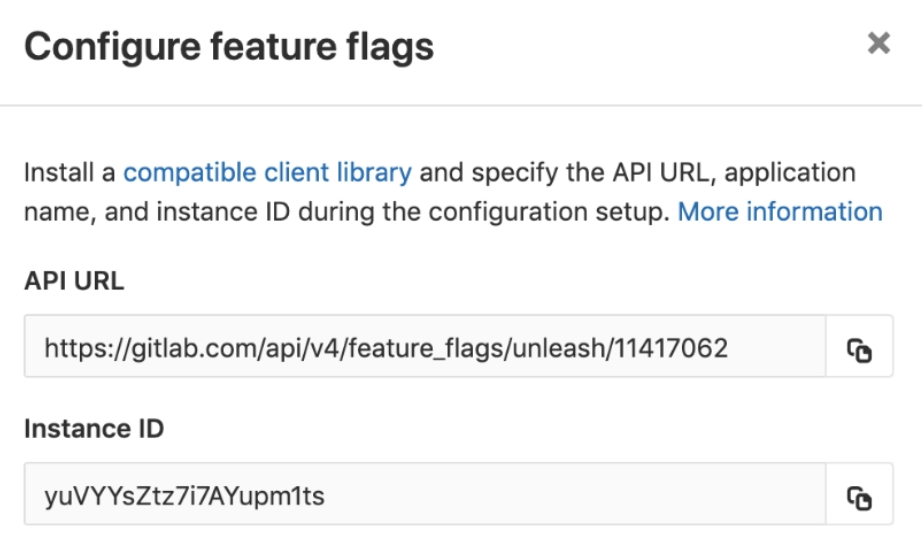 Configure feature flags
Install a compatible client library and specify the API URL, application
name, and instance ID during the configuration setup. More information
API URL
https://gitlab.com/api/v4/feature_flags/unleash/11417062
Instance ID
yuVYYsZtz7i7AYupm1ts